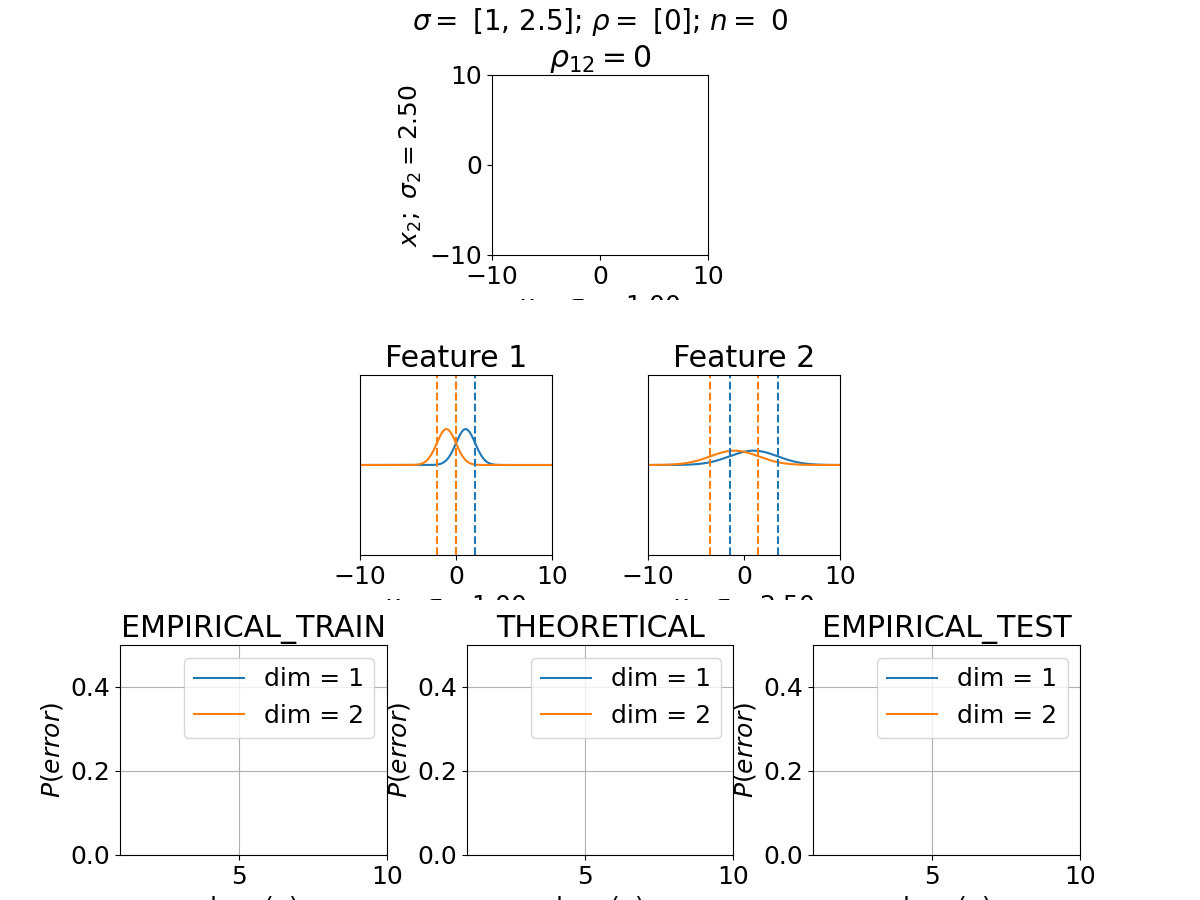 σ = [1, 2.5]; ρ = [0]; n = 0
ρ₁₂ = 0
x₂; σ₂ = 2.50
10
0
−10
−10 0 10
Feature 1 Feature 2
−10 0 10 −10 0 10
EMPIRICAL_TRAIN THEORETICAL EMPIRICAL_TEST
P(error) P(error) P(error)
dim = 1 dim = 1 dim = 1
dim = 2 dim = 2 dim = 2
0.4 0.4 0.4
0.2 0.2 0.2
0.0 0.0 0.0
5 10 5 10 5 10